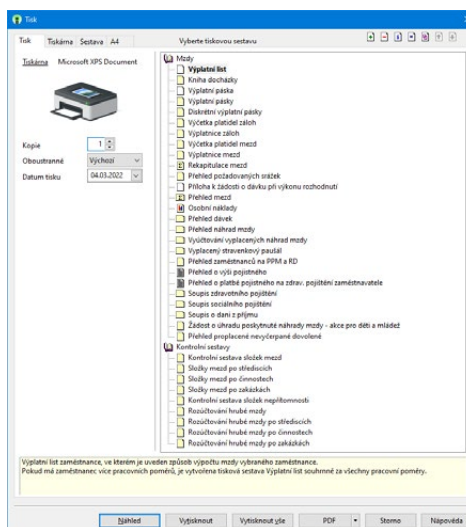 Tisk
Tisk Tiskárna Sestava A4 Vyberte tiskovou sestavu
Tiskárna Microsoft XPS Document
Kopie 1
Oboustranné Výchozí
Datum tisku 04.03.2022
Mzdy
Výplatní list
Kniha docházky
Výplatní páska
Výplatní pásky
Diskrétní výplatní pásky
Výčetka platidel záloh
Výplatnice záloh
Výčetka platidel mezd
Výplatnice mezd
Rekapitulace mezd
Přehled požadovaných srážek
Příloha k žádosti o dávku při výkonu rozhodnutí
Přehled mezd
Osobní náklady
Přehled dávek
Přehled náhrad mzdy
Vyúčtování vyplacených náhrad mzdy
Vyplacený stravenkový paušál
Přehled zaměstnanců na PPM a RD
Přehled o výši pojistného
Přehled o platbě pojistného na zdrav. pojištění zaměstnavatele
Soupis zdravotního pojištění
Soupis sociálního pojištění
Soupis o dani z příjmu
Žádost o úhradu poskytnuté náhrady mzdy - akce pro děti a mládež
Přehled proplacené nevyčerpané dovolené
Kontrolní sestavy
Kontrolní sestava složek mezd
Složky mezd po střediscích
Složky mezd po činnostech
Složky mezd po zakázkách
Kontrolní sestava složek nepřítomnosti
Rozúčtování hrubé mzdy
Rozúčtování hrubé mzdy po střediscích
Rozúčtování hrubé mzdy po činnostech
Rozúčtování hrubé mzdy po zakázkách
Výplatní list zaměstnance, ve kterém je uveden způsob výpočtu mzdy vybraného zaměstnance.
Pokud má zaměstnanec více pracovních poměrů, je vytvořena tisková sestava Výplatní list souhrnně za všechny pracovní poměry.
Náhled Vytisknout Vytisknout vše PDF Storno Nápověda